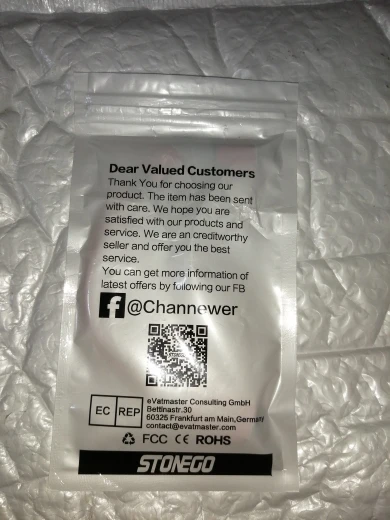 Dear Valued Customers
Thank You for choosing our
product. The item has been sent
with care. We hope you are
satisfied with our products and
service. We are an creditworthy
seller and offer you the best
service.
You can get more information of
latest offers by following our FB
f @Channewer
STONEGO
EC REP
eVatmaster Consulting GmbH
Bettinastr.30
60325 Frankfurt am Main,Germany
contact@evatmaster.com
FCC CE ROHS
STONEGO